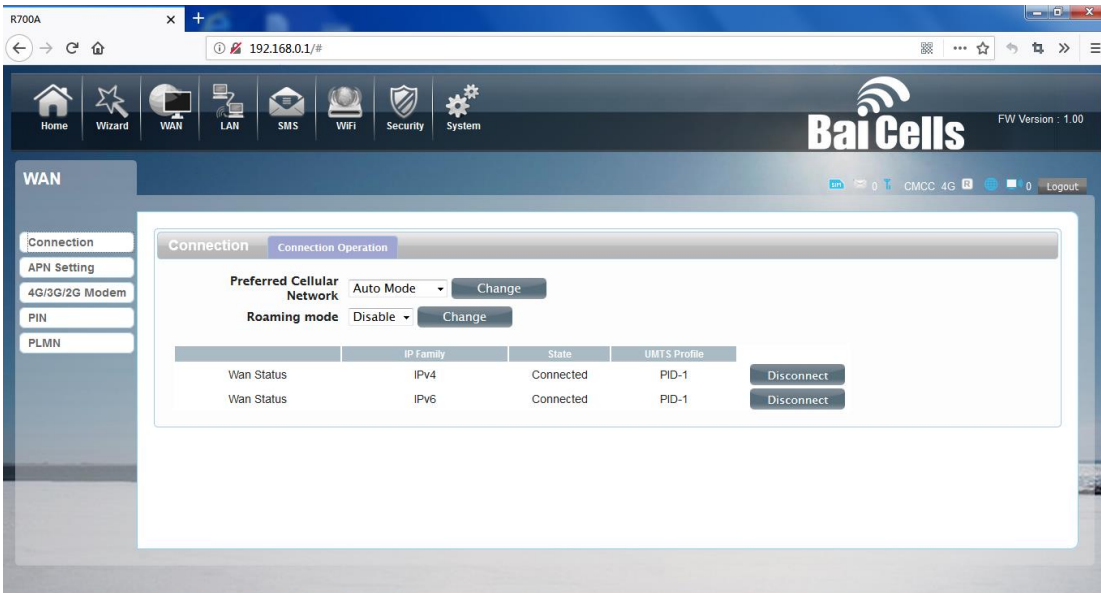 R700A
192.168.0.1/#
Home Wizard WAN LAN SMS WiFi Security System
BaiCells
FW Version : 1.00
WAN
sim 0 CMCC 4G R 0 Logout
Connection
APN Setting
4G/3G/2G Modem
PIN
PLMN
Connection Connection Operation
Preferred Cellular
Network Auto Mode Change
Roaming mode Disable Change
IP Family State UMTS Profile
Wan Status IPv4 Connected PID-1 Disconnect
Wan Status IPv6 Connected PID-1 Disconnect